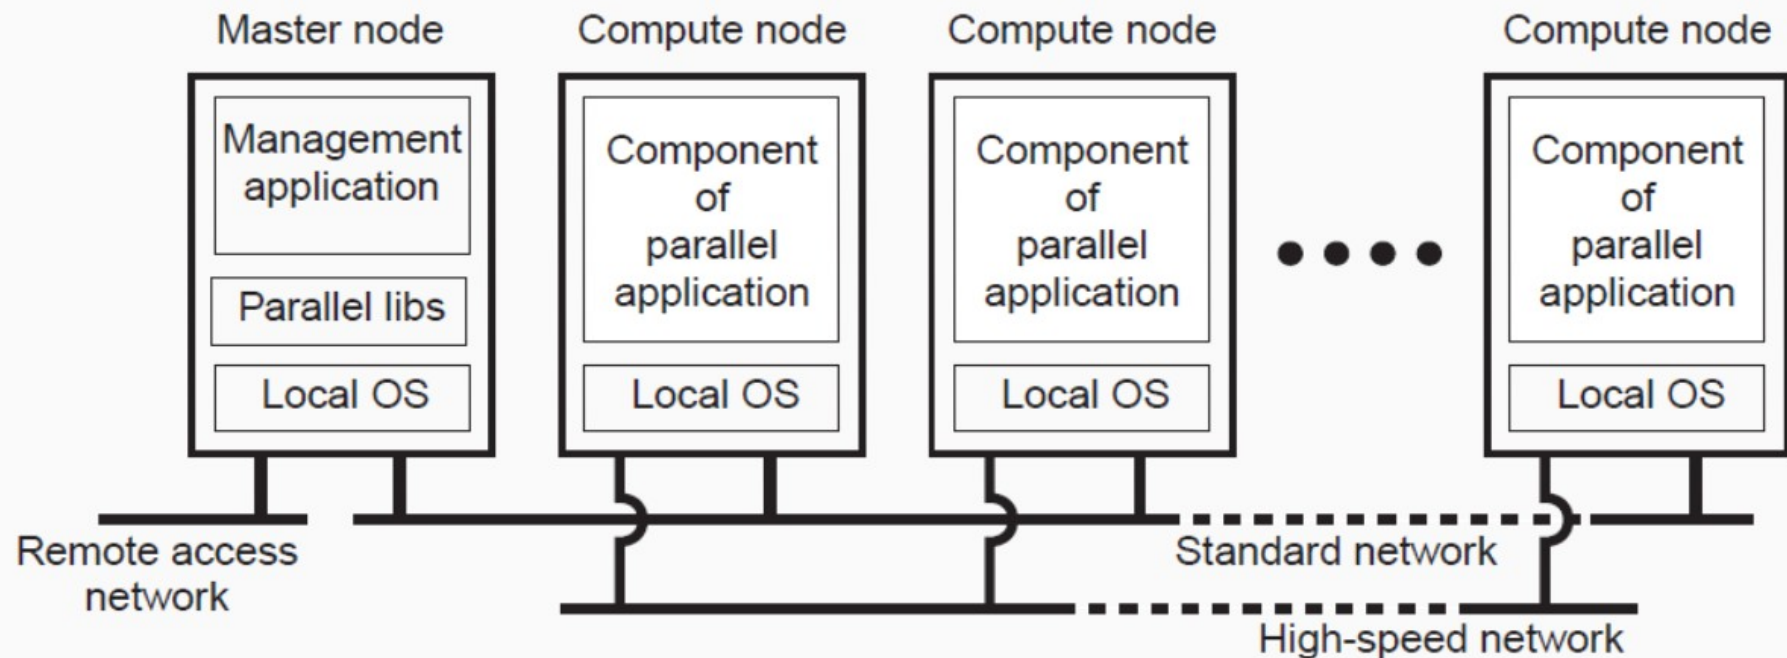 Master node
Compute node
Compute node
Compute node
Management
application
Parallel libs
Local OS
Component
of
parallel
application
Local OS
Component
of
parallel
application
Local OS
Component
of
parallel
application
Local OS
Remote access
network
Standard network
High-speed network